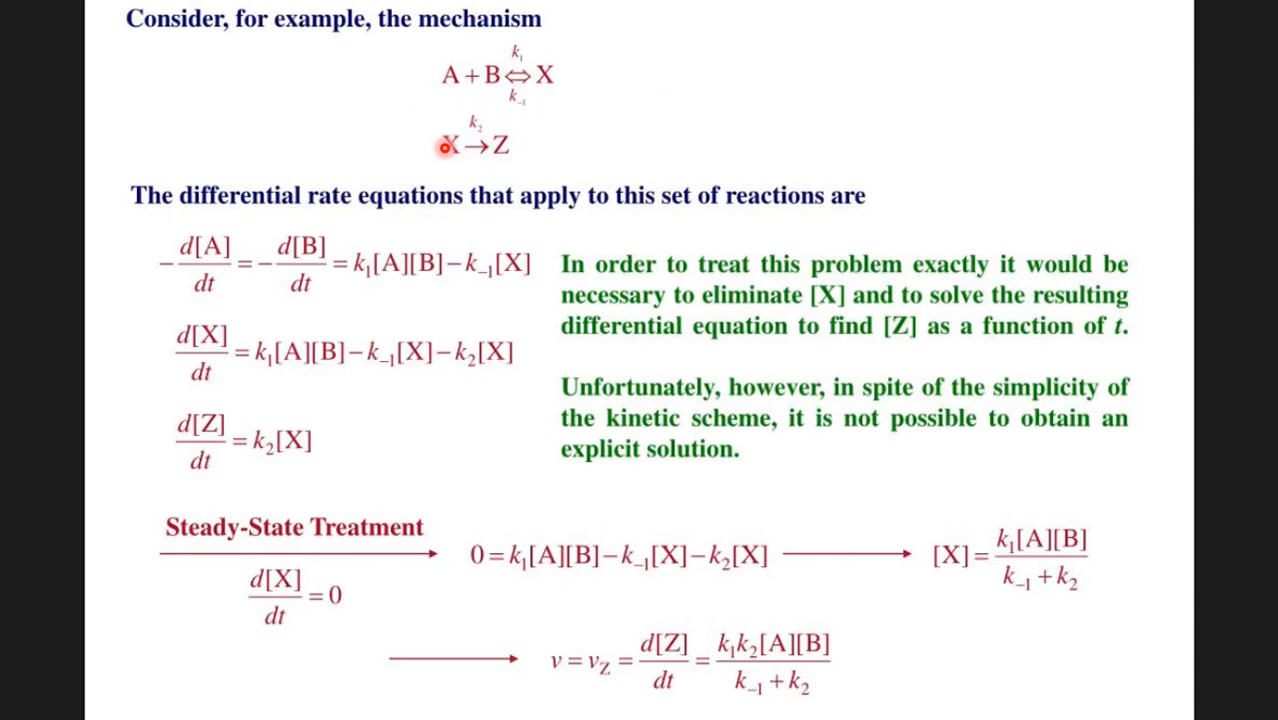 Consider, for example, the mechanism
k₁
A + B ⇔ X
k₋₁
k₂
X → Z
The differential rate equations that apply to this set of reactions are
−d[A]/dt = −d[B]/dt = k₁[A][B] − k₋₁[X]
d[X]/dt = k₁[A][B] − k₋₁[X] − k₂[X]
d[Z]/dt = k₂[X]
In order to treat this problem exactly it would be
necessary to eliminate [X] and to solve the resulting
differential equation to find [Z] as a function of t.
Unfortunately, however, in spite of the simplicity of
the kinetic scheme, it is not possible to obtain an
explicit solution.
Steady-State Treatment
d[X]/dt = 0
0 = k₁[A][B] − k₋₁[X] − k₂[X]
[X] = k₁[A][B] / (k₋₁ + k₂)
v = v_Z = d[Z]/dt = k₁k₂[A][B] / (k₋₁ + k₂)